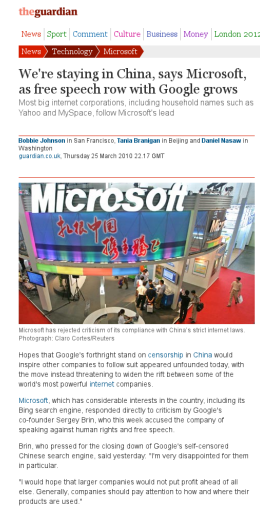 theguardian
News Sport Comment Culture Business Money London 2012
News Technology Microsoft
We're staying in China, says Microsoft,
as free speech row with Google grows
Most big internet corporations, including household names such as
Yahoo and MySpace, follow Microsoft's lead
Bobbie Johnson in San Francisco, Tania Branigan in Beijing and Daniel Nasaw in
Washington
guardian.co.uk, Thursday 25 March 2010 22.17 GMT
Microsoft
扎根中国
携手腾飞
Microsoft has rejected criticism of its compliance with China's strict internet laws.
Photograph: Claro Cortes/Reuters
Hopes that Google's forthright stand on censorship in China would
inspire other companies to follow suit appeared unfounded today, with
the move instead threatening to widen the rift between some of the
world's most powerful internet companies.
Microsoft, which has considerable interests in the country, including its
Bing search engine, responded directly to criticism by Google's
co-founder Sergey Brin, who this week accused the company of
speaking against human rights and free speech.
Brin, who pressed for the closing down of Google's self-censored
Chinese search engine, said yesterday: "I'm very disappointed for them
in particular.
"I would hope that larger companies would not put profit ahead of all
else. Generally, companies should pay attention to how and where their
products are used."